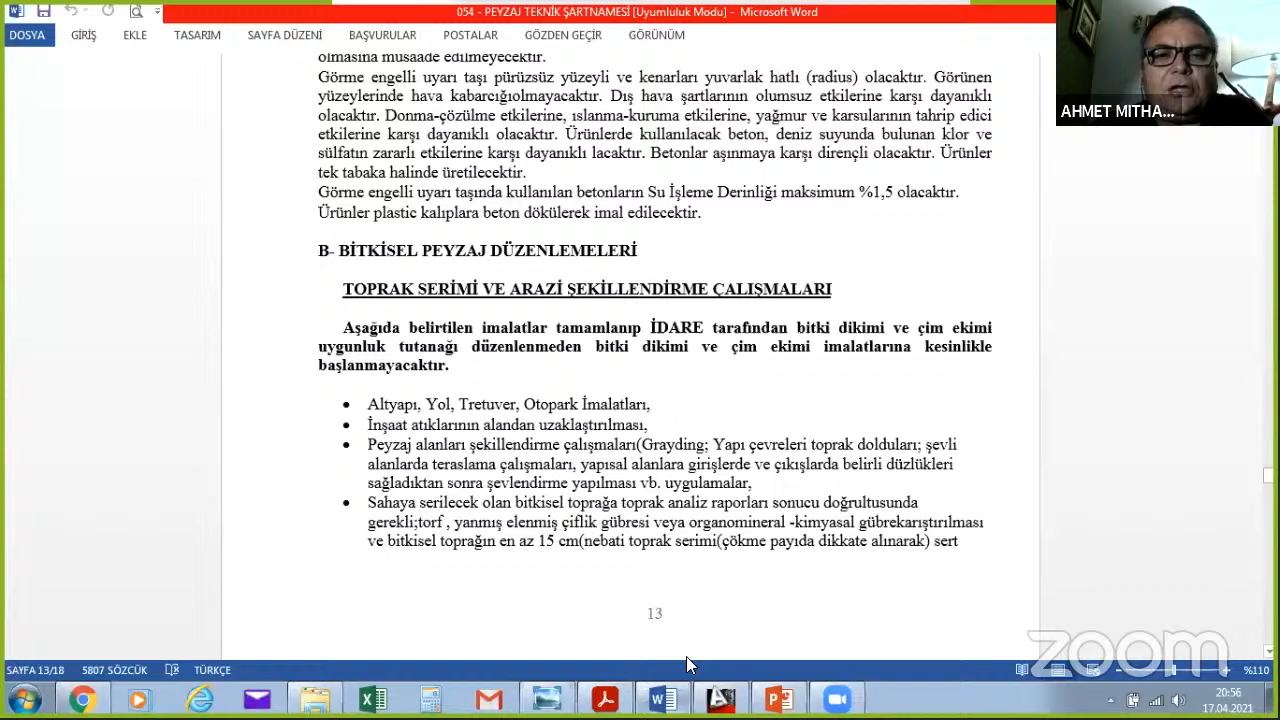 054 - PEYZAJ TEKNİK ŞARTNAMESİ [Uyumluluk Modu] - Microsoft Word
DOSYA GİRİŞ EKLE TASARIM SAYFA DÜZENİ BAŞVURULAR POSTALAR GÖZDEN GEÇİR GÖRÜNÜM
AHMET MITHA...
olmasına müsaade edilmeyecektir.
Görme engelli uyarı taşı pürüzsüz yüzeyli ve kenarları yuvarlak hatlı (radius) olacaktır. Görünen
yüzeylerinde hava kabarcığıolmayacaktır. Dış hava şartlarının olumsuz etkilerine karşı dayanıklı
olacaktır. Donma-çözülme etkilerine, ıslanma-kuruma etkilerine, yağmur ve karsularının tahrip edici
etkilerine karşı dayanıklı olacaktır. Ürünlerde kullanılacak beton, deniz suyunda bulunan klor ve
sülfatın zararlı etkilerine karşı dayanıklı lacaktır. Betonlar aşınmaya karşı dirençli olacaktır. Ürünler
tek tabaka halinde üretilecektir.
Görme engelli uyarı taşında kullanılan betonların Su İşleme Derinliği maksimum %1,5 olacaktır.
Ürünler plastic kalıplara beton dökülerek imal edilecektir.
B- BİTKİSEL PEYZAJ DÜZENLEMELERİ
TOPRAK SERİMİ VE ARAZİ ŞEKİLLENDİRME ÇALIŞMALARI
Aşağıda belirtilen imalatlar tamamlanıp İDARE tarafından bitki dikimi ve çim ekimi
uygunluk tutanağı düzenlenmeden bitki dikimi ve çim ekimi imalatlarına kesinlikle
başlanmayacaktır.
• Altyapı, Yol, Tretuver, Otopark İmalatları,
• İnşaat atıklarının alandan uzaklaştırılması,
• Peyzaj alanları şekillendirme çalışmaları(Grayding; Yapı çevreleri toprak dolduları; şevli
alanlarda teraslama çalışmaları, yapısal alanlara girişlerde ve çıkışlarda belirli düzlükleri
sağladıktan sonra şevlendirme yapılması vb. uygulamalar,
• Sahaya serilecek olan bitkisel toprağa toprak analiz raporları sonucu doğrultusunda
gerekli;torf , yanmış elenmiş çiflik gübresi veya organomineral -kimyasal gübrekarıştırılması
ve bitkisel toprağın en az 15 cm(nebati toprak serimi(çökme payıda dikkate alınarak) sert
13
zoom
SAYFA 13/18 5807 SÖZCÜK TÜRKÇE %110
20:56
17.04.2021